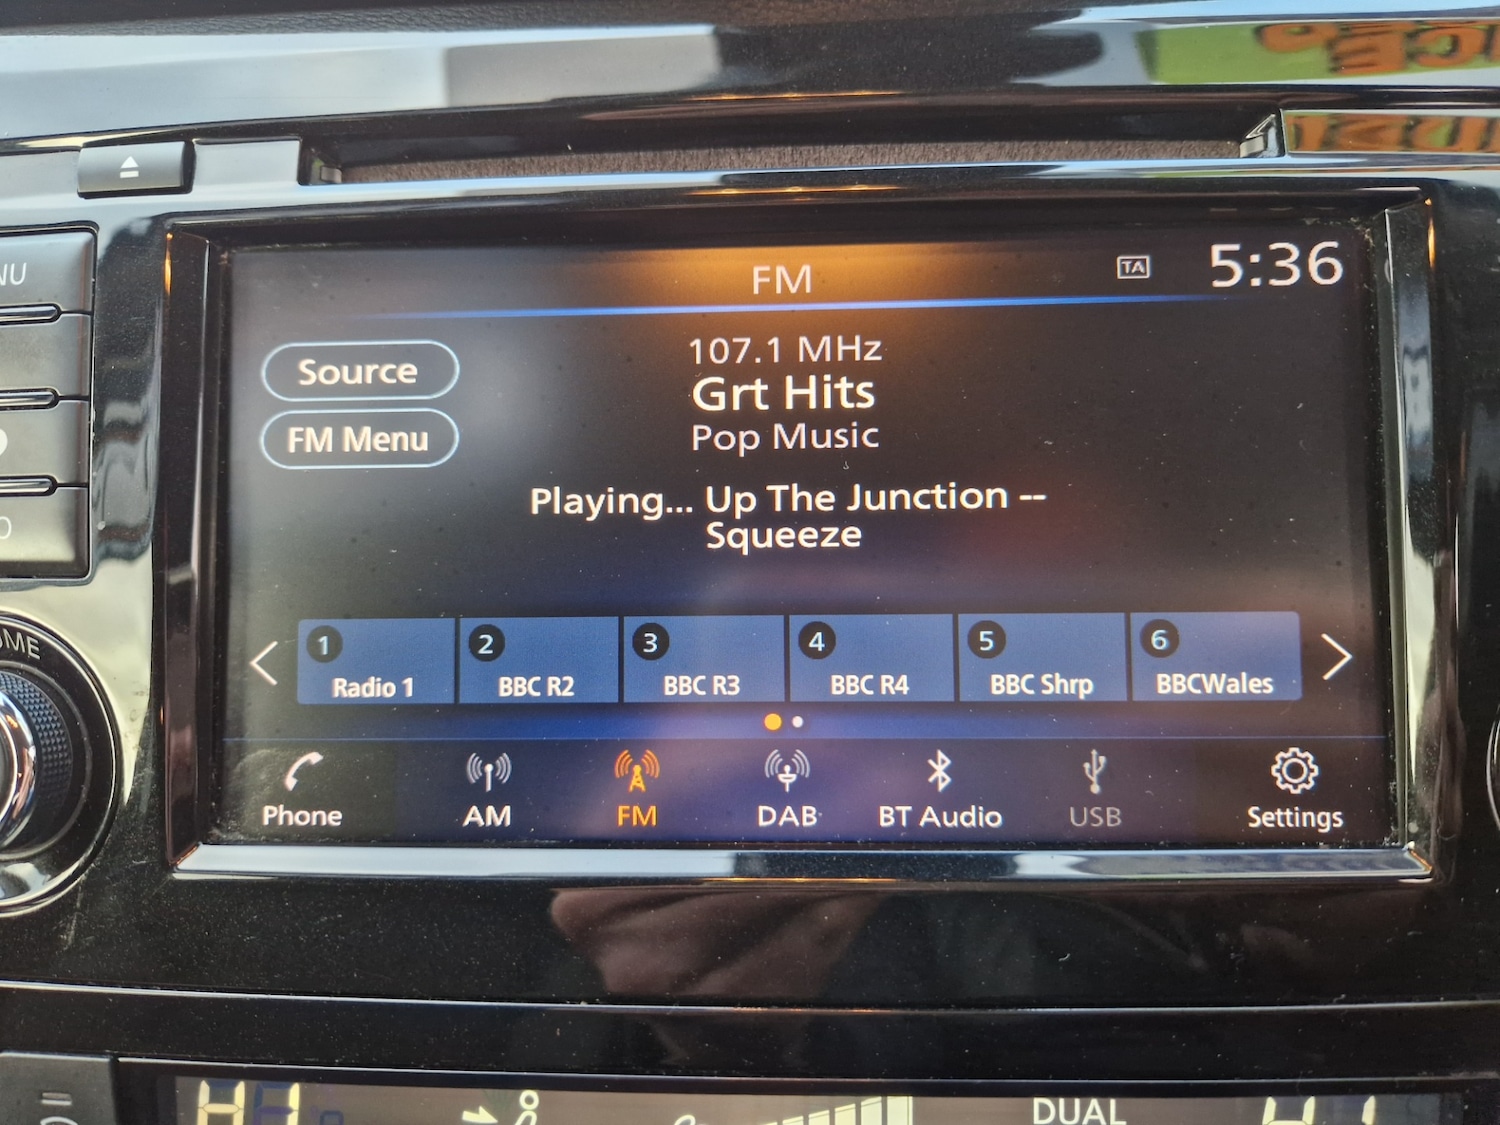 FM
TA
5:36
Source
107.1 MHz
Grt Hits
FM Menu
Pop Music
Playing... Up The Junction --
Squeeze
1
2
3
4
5
6
Radio 1
BBC R2
BBC R3
BBC R4
BBC Shrp
BBCWales
Phone
AM
FM
DAB
BT Audio
USB
Settings
DUAL